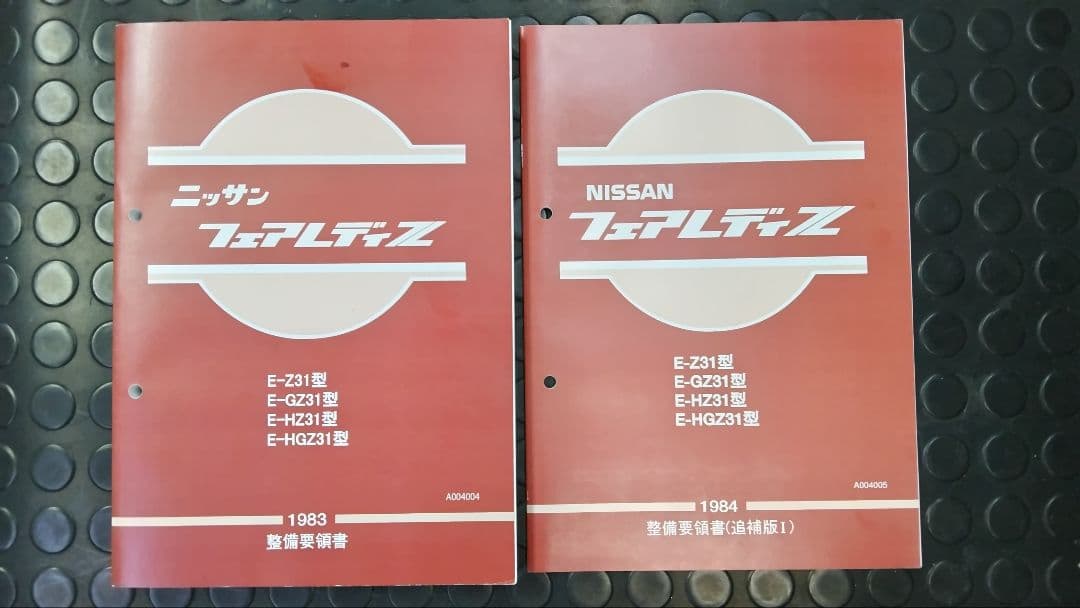 ニッサン
フェアレディZ
E-Z31型
E-GZ31型
E-HZ31型
E-HGZ31型
A004004
1983
整備要領書
NISSAN
フェアレディZ
E-Z31型
E-GZ31型
E-HZ31型
E-HGZ31型
A004005
1984
整備要領書(追補版I)